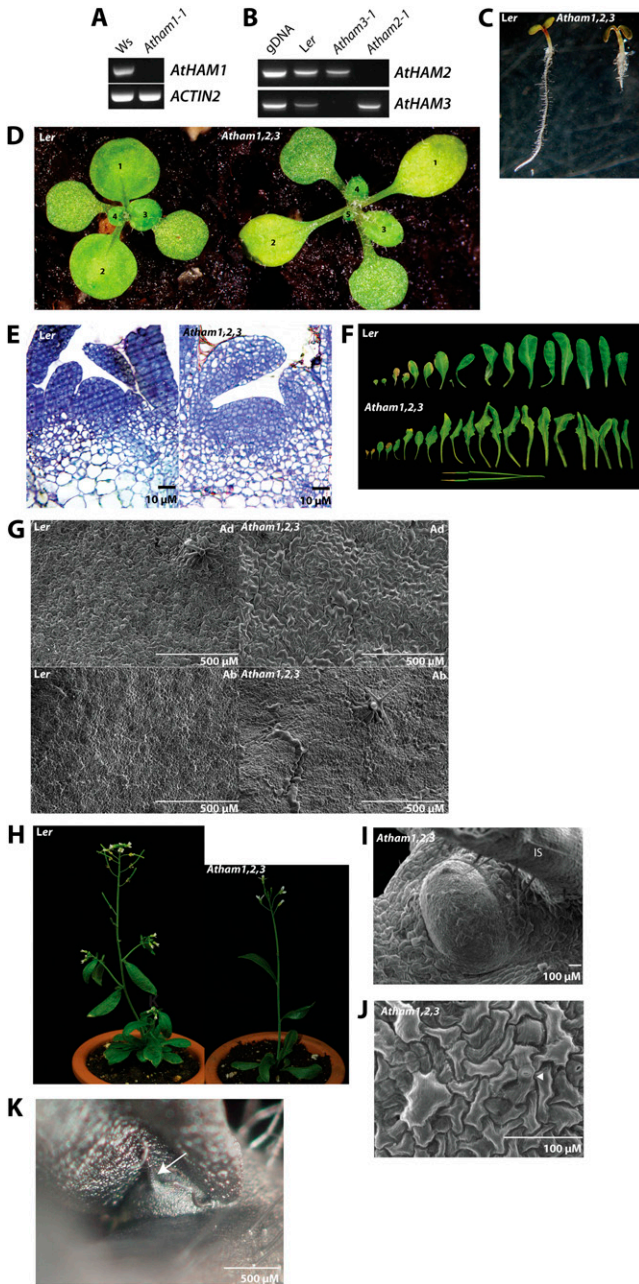 A
Ws
Atham1-1
AtHAM1
ACTIN2
B
gDNA
Ler
Atham3-1
Atham2-1
AtHAM2
AtHAM3
C
Ler
Atham1,2,3
D
Ler
1
4
3
2
Atham1,2,3
1
4
5
3
2
E
Ler
10 µM
Atham1,2,3
10 µM
F
Ler
Atham1,2,3
G
Ler
Ad
500 µM
Atham1,2,3
Ad
500 µM
Ler
Ab
500 µM
Atham1,2,3
Ab
500 µM
H
Ler
Atham1,2,3
I
Atham1,2,3
IS
100 µM
J
Atham1,2,3
100 µM
K
500 µM